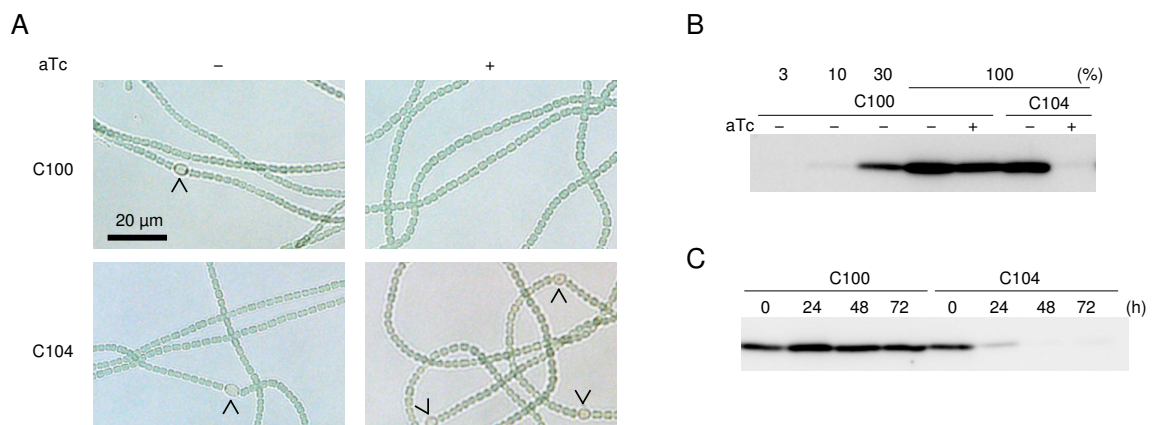 A
aTc – +
C100
20 µm
C104
B
3 10 30 100 (%)
C100 C104
aTc – – – – + – +
C
C100 C104
0 24 48 72 0 24 48 72 (h)